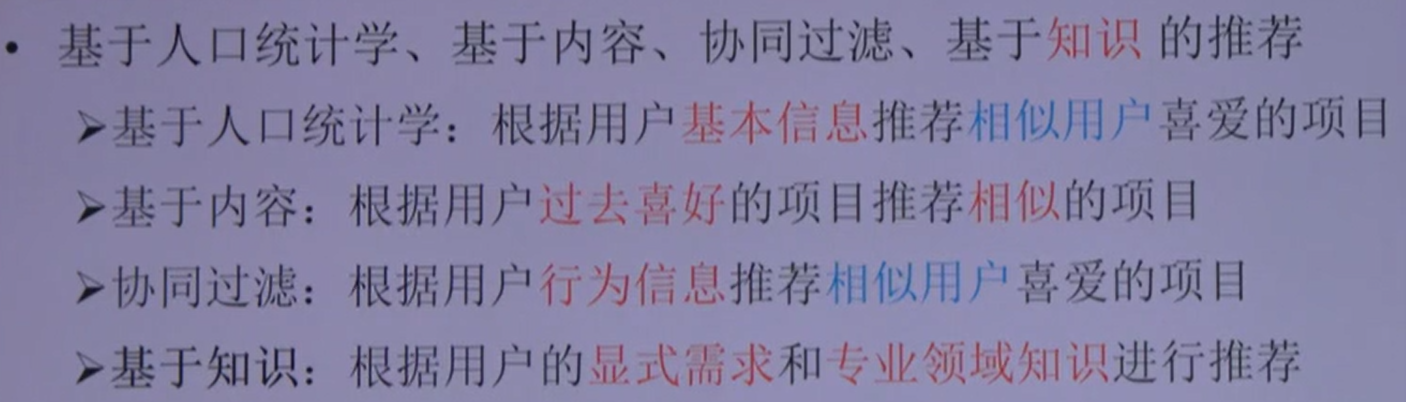 • 基于人口统计学、基于内容、协同过滤、基于知识 的推荐
➤基于人口统计学：根据用户基本信息推荐相似用户喜爱的项目
➤基于内容：根据用户过去喜好的项目推荐相似的项目
➤协同过滤：根据用户行为信息推荐相似用户喜爱的项目
➤基于知识：根据用户的显式需求和专业领域知识进行推荐